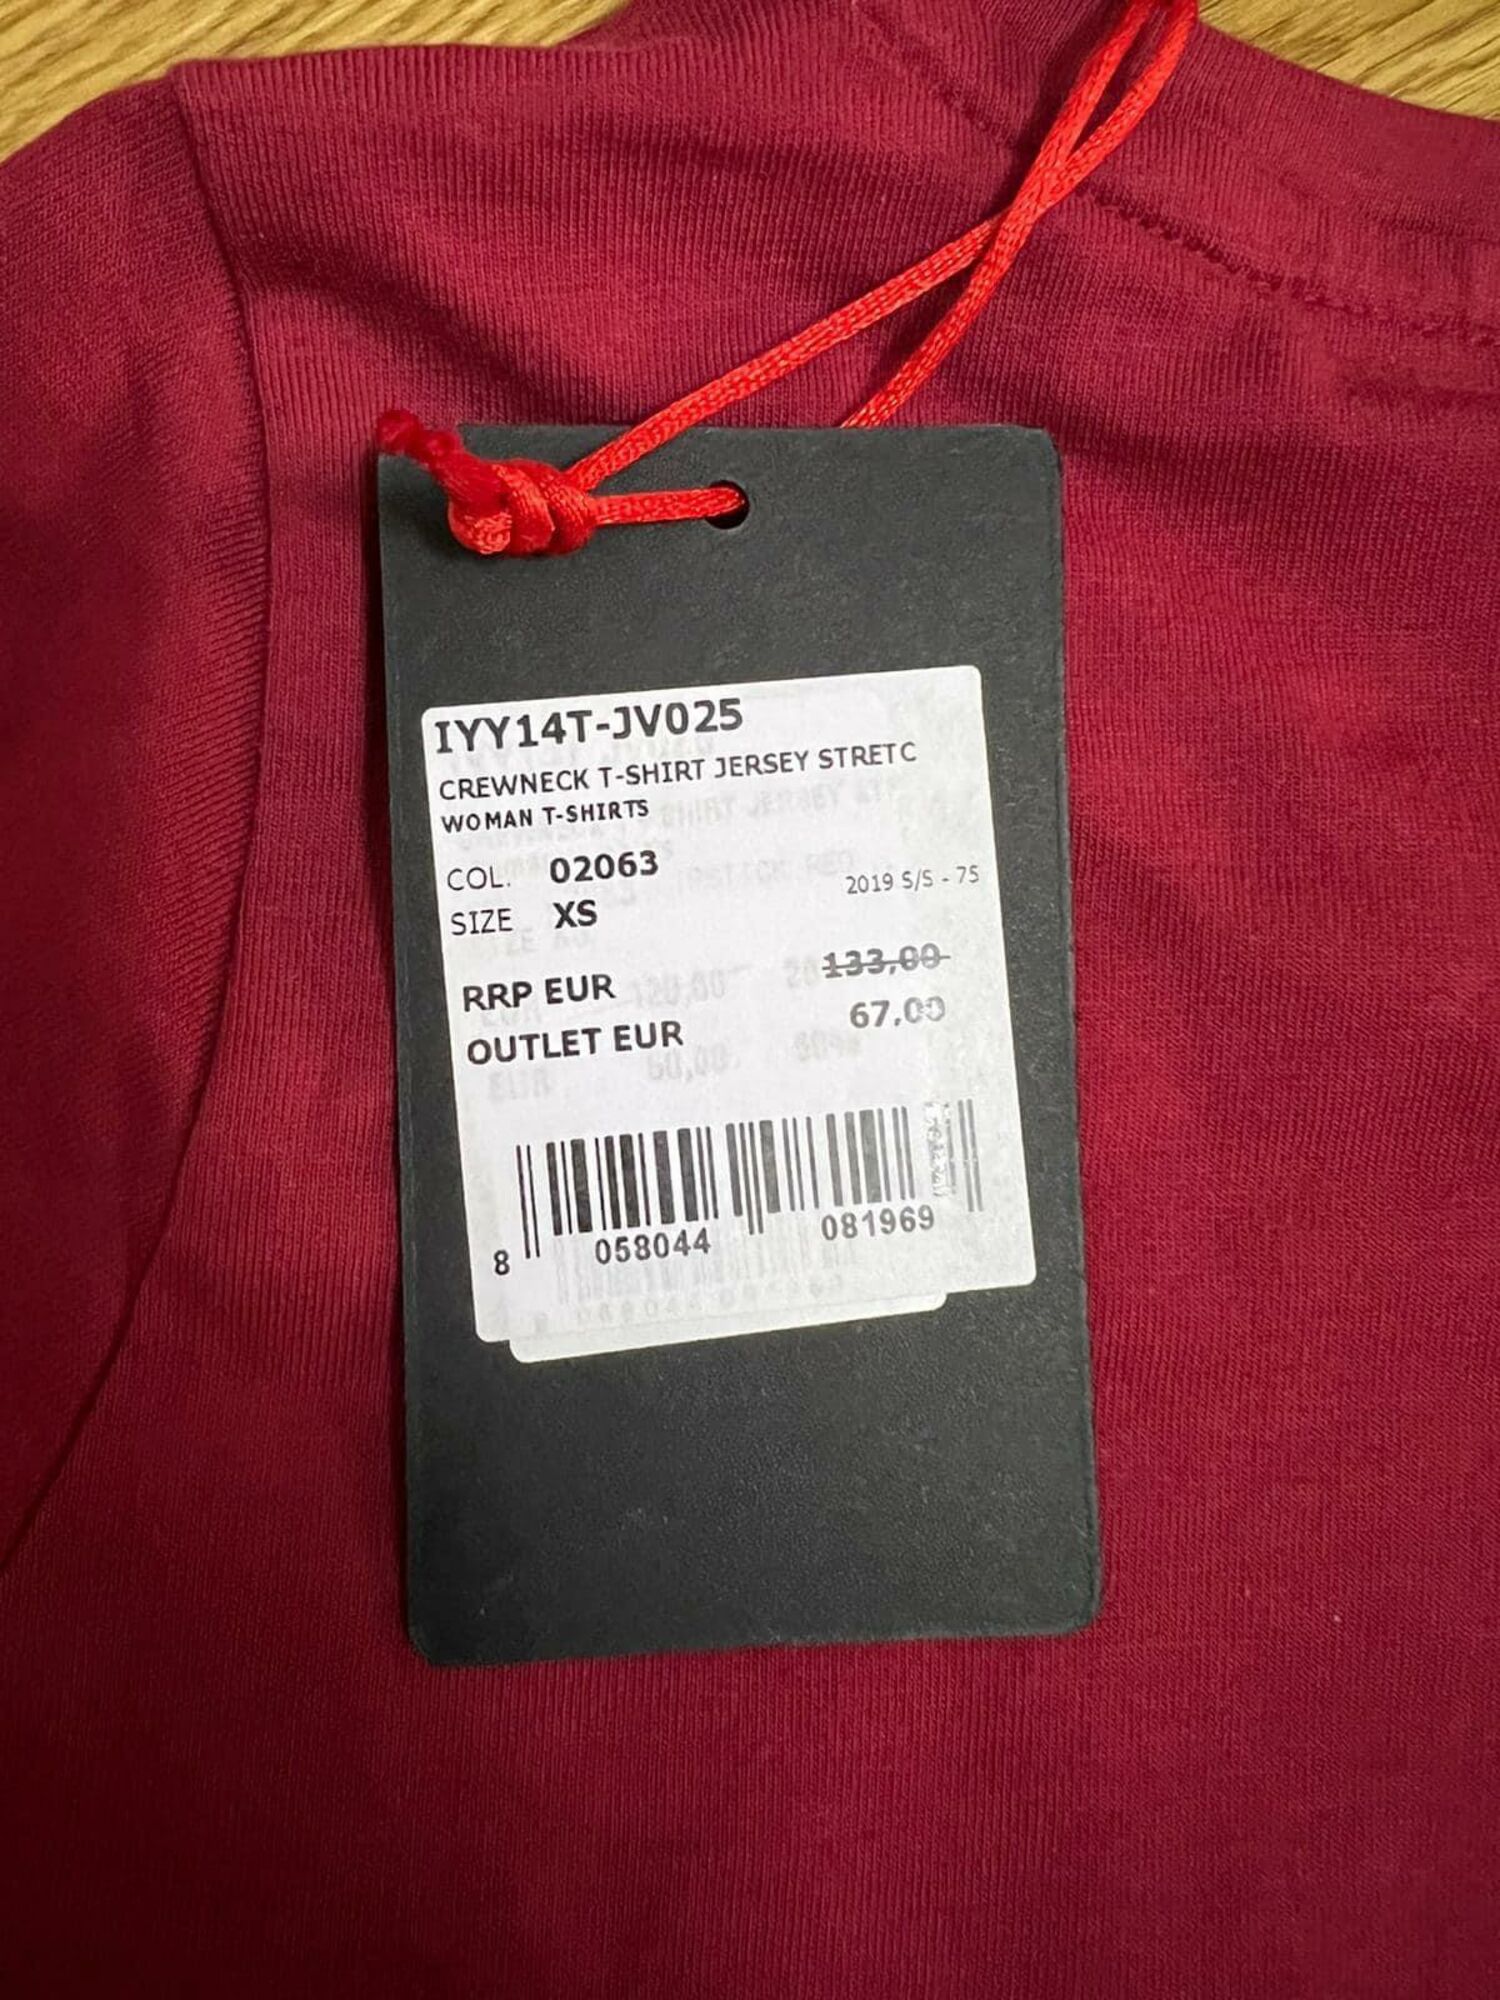 IYY14T-JV025
CREWNECK T-SHIRT JERSEY STRETC
WOMAN T-SHIRTS
COL. 02063
2019 S/S - 75
SIZE XS
RRP EUR 133,00
OUTLET EUR 67,00
8 058044 081969